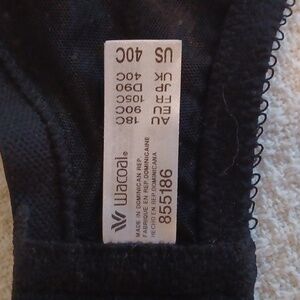 US 40C
UK 40C
JP D90
FR 105C
EU 90C
AU 18C
Wacoal®
MADE IN DOMINICAN REP.
FABRIQUE EN REP. DOMINICAINE
HECHO EN REP. DOMINICANA
855186